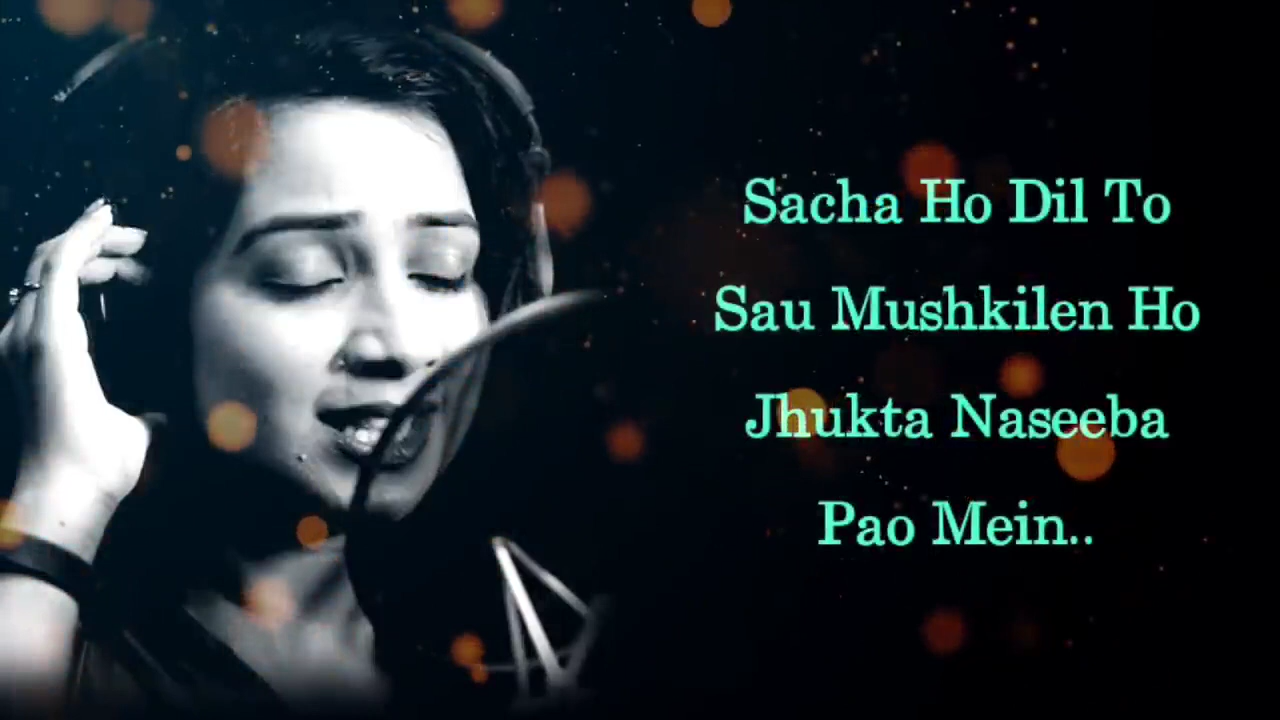 Sacha Ho Dil To
Sau Mushkilen Ho
Jhukta Naseeba
Pao Mein..